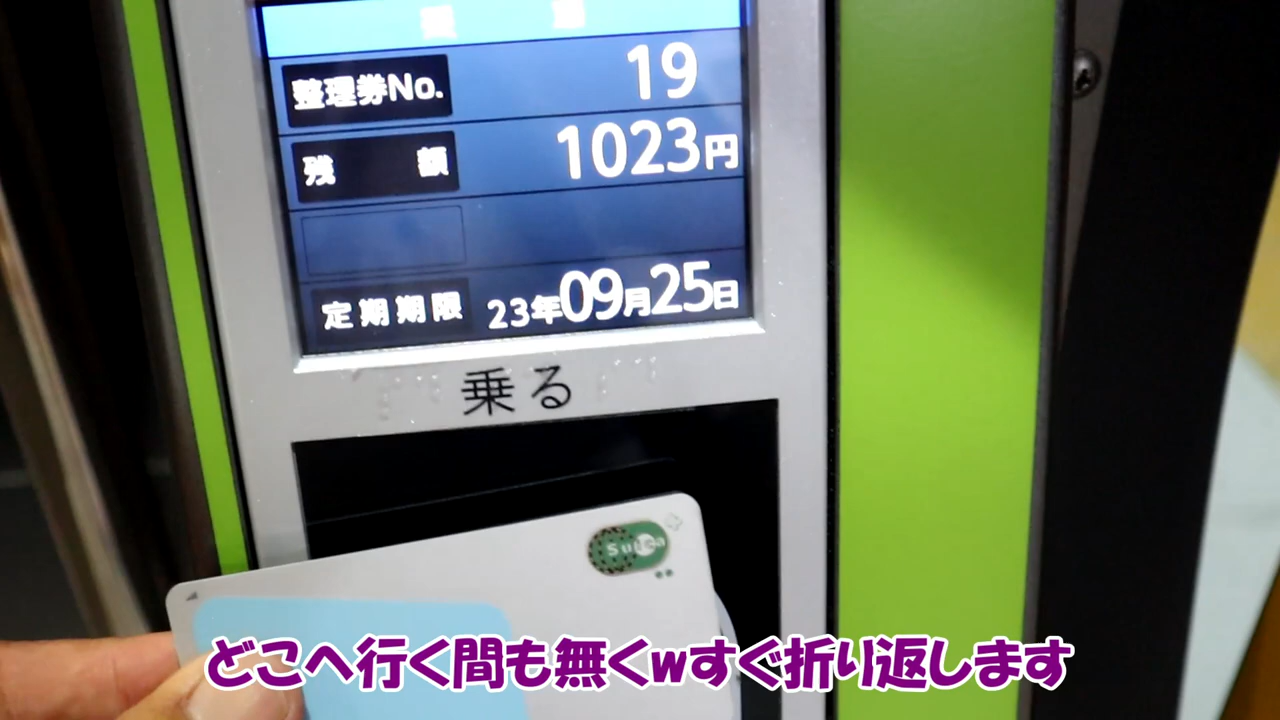 整理券No. 19
残額 1023円
定期期限 23年09月25日
乗る
Suica
どこへ行く間も無くwすぐ折り返します